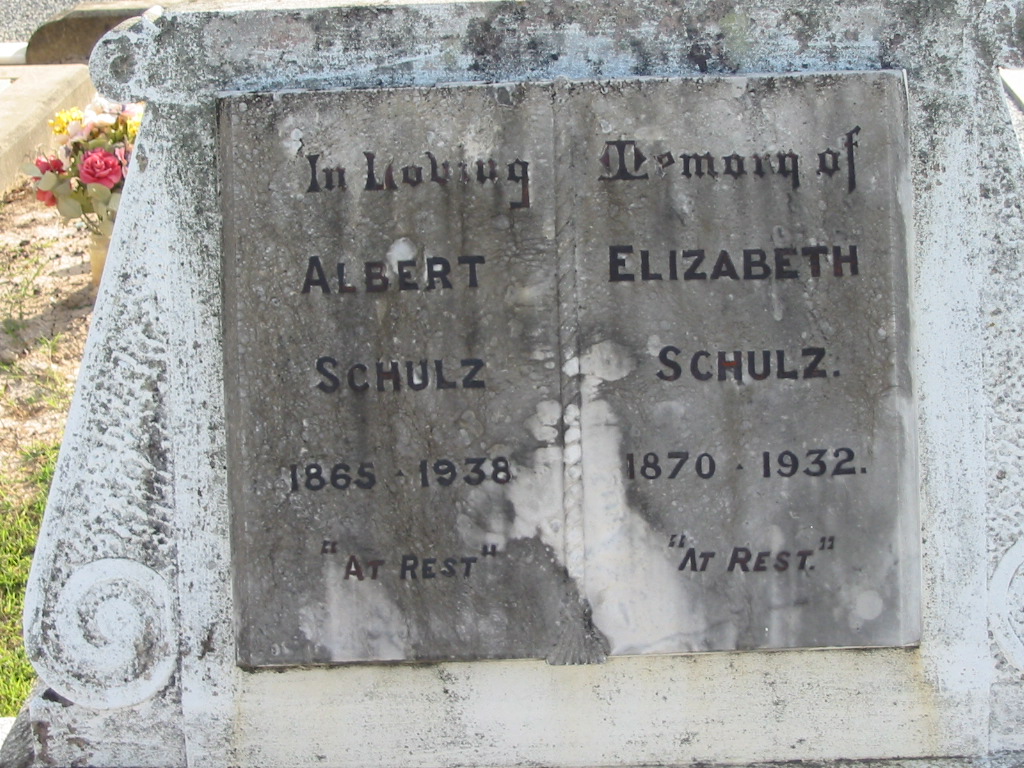 In Loving Memory of
ALBERT
SCHULZ
1865 - 1938
"AT REST"
ELIZABETH
SCHULZ.
1870 - 1932.
"AT REST."